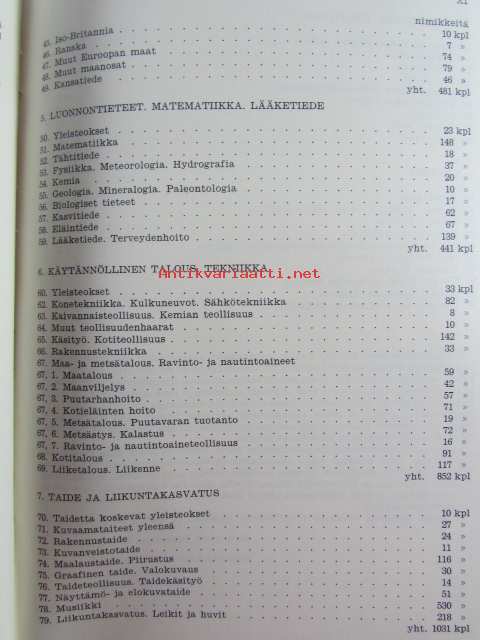 XI
nimikkeitä
45. Iso-Britannia 10 kpl
46. Ranska 7 »
47. Muut Euroopan maat 74 »
48. Muut maanosat 79 »
49. Kansatiede 46 »
yht. 481 kpl
5. LUONNONTIETEET. MATEMATIIKKA. LÄÄKETIEDE
50. Yleisteokset 23 kpl
51. Matematiikka 148 »
52. Tähtitiede 18 »
53. Fysiikka. Meteorologia. Hydrografia 37 »
54. Kemia 20 »
55. Geologia. Mineralogia. Paleontologia 10 »
56. Biologiset tieteet 17 »
57. Kasvitiede 62 »
58. Eläintiede 67 »
59. Lääketiede. Terveydenhoito 139 »
yht. 441 kpl
6. KÄYTÄNNÖLLINEN TALOUS. TEKNIIKKA
Antikvariaatti.net
60. Yleisteokset 33 kpl
62. Konetekniikka. Kulkuneuvot. Sähkötekniikka 82 »
63. Kaivannaisteollisuus. Kemian teollisuus 8 »
64. Muut teollisuudenhaarat 10 »
65. Käsityö. Kotiteollisuus 142 »
66. Rakennustekniikka 33 »
67. Maa- ja metsätalous. Ravinto- ja nautintoaineet
67, 1. Maatalous 59 »
67, 2. Maanviljelys 42 »
67, 3. Puutarhanhoito 57 »
67, 4. Kotieläinten hoito 71 »
67, 5. Metsätalous. Puutavaran tuotanto 19 »
67, 6. Metsästys. Kalastus 72 »
67, 7. Ravinto- ja nautintoaineteollisuus 16 »
68. Kotitalous 91 »
69. Liiketalous. Liikenne 117 »
yht. 852 kpl
7. TAIDE JA LIIKUNTAKASVATUS
70. Taidetta koskevat yleisteokset 10 kpl
71. Kuvaamataiteet yleensä 27 »
72. Rakennustaide 24 »
73. Kuvanveistotaide 11 »
74. Maalaustaide. Piirustus 116 »
75. Graafinen taide. Valokuvaus 30 »
76. Taideteollisuus. Taidekäsityö 14 »
77. Näyttämö- ja elokuvataide 51 »
78. Musiikki 530 »
79. Liikuntakasvatus. Leikit ja huvit 218 »
yht. 1031 kpl